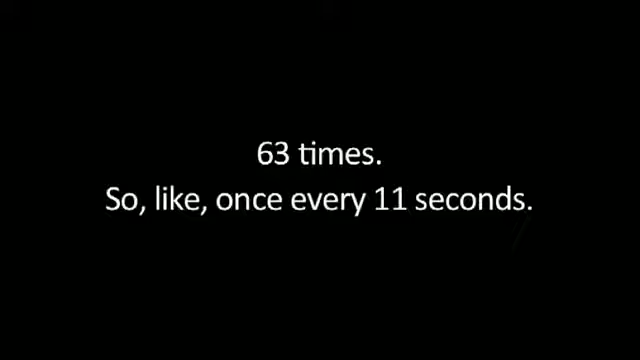 63 times.
So, like, once every 11 seconds.